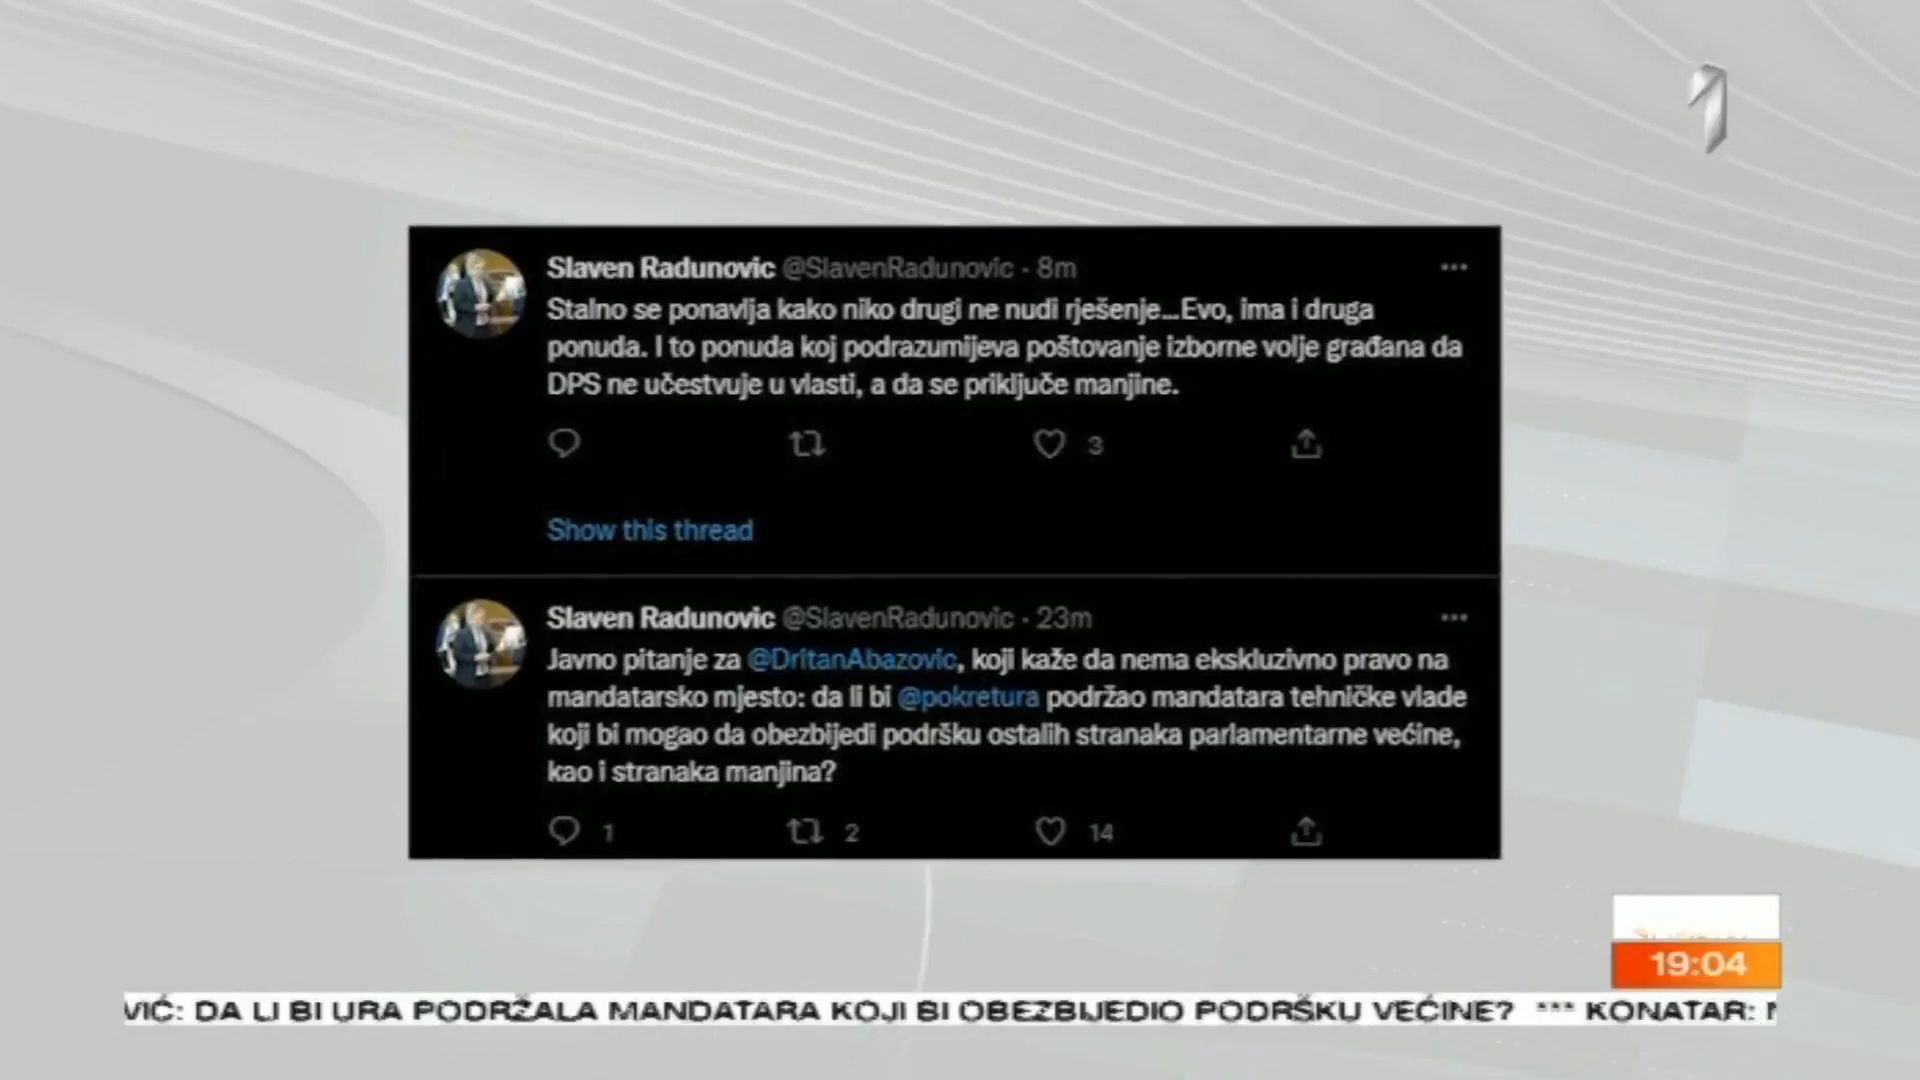 1
Slaven Radunovic @SlavenRadunovic · 8m
Stalno se ponavlja kako niko drugi ne nudi rješenje...Evo, ima i druga
ponuda. I to ponuda koj podrazumijeva poštovanje izborne volje građana da
DPS ne učestvuje u vlasti, a da se priključe manjine.
3
Show this thread
Slaven Radunovic @SlavenRadunovic · 23m
Javno pitanje za @DritanAbazovic, koji kaže da nema ekskluzivno pravo na
mandatarsko mjesto: da li bi @pokretura podržao mandatara tehničke vlade
koji bi mogao da obezbijedi podršku ostalih stranaka parlamentarne većine,
kao i stranaka manjina?
1 2 14
19:04
VIĆ: DA LI BI URA PODRŽALA MANDATARA KOJI BI OBEZBIJEDIO PODRŠKU VEĆINE? *** KONATAR: